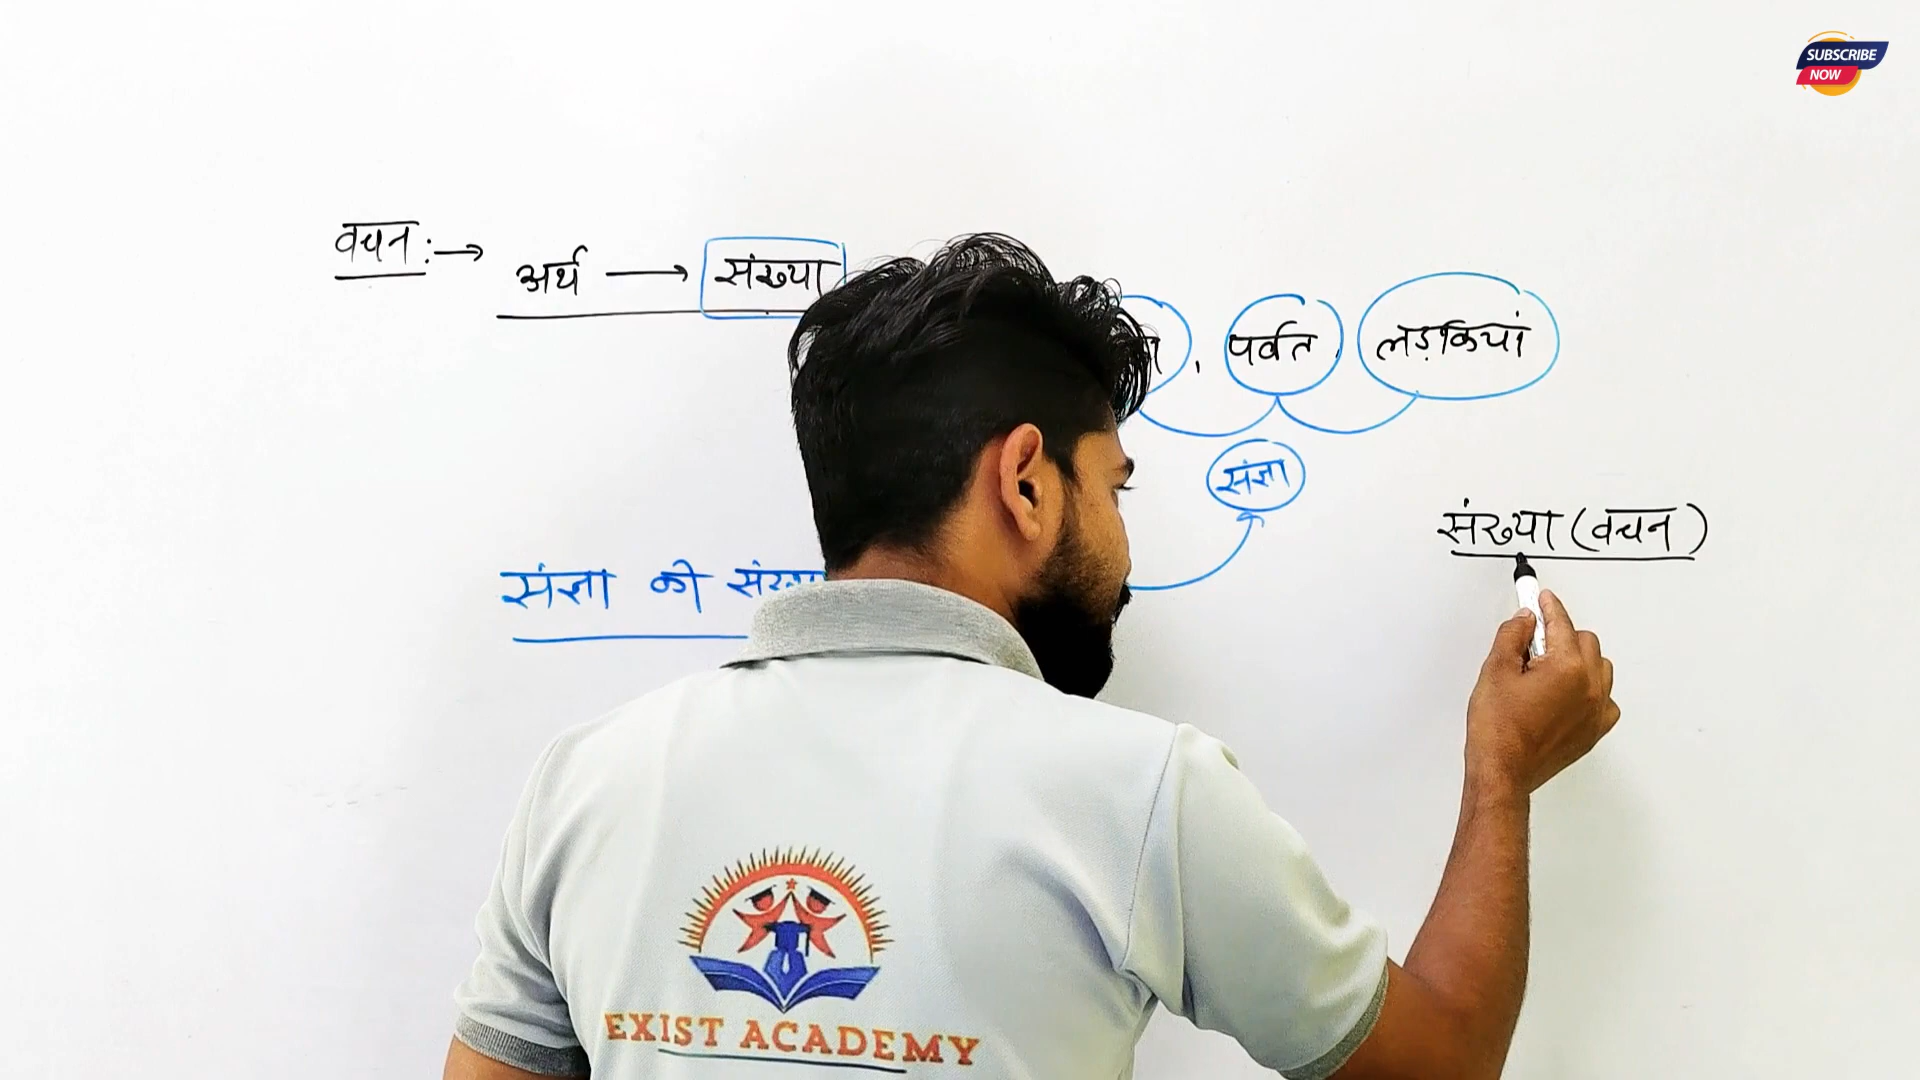 SUBSCRIBE
NOW
वचन :→
अर्थ → संख्या
पर्वत , लड़कियां
संज्ञा
संख्या (वचन)
संज्ञा की
EXIST ACADEMY